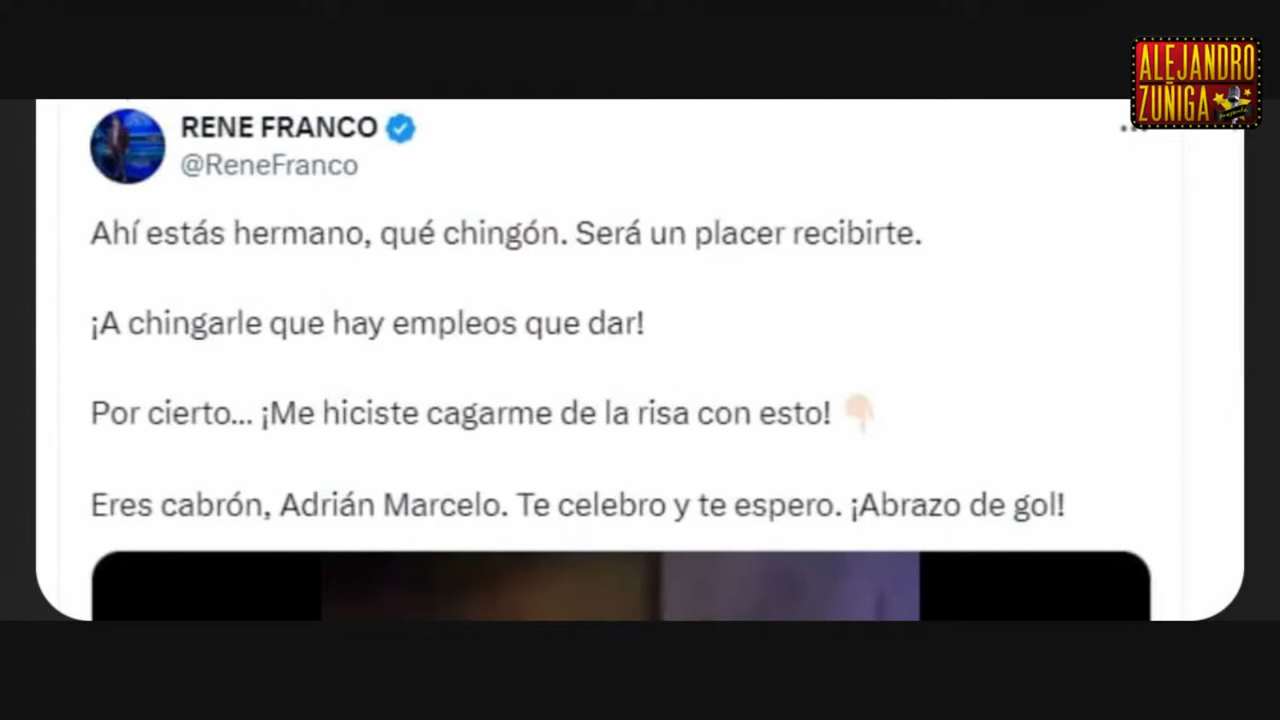 ALEJANDRO
ZUÑIGA
RENE FRANCO
@ReneFranco
Ahí estás hermano, qué chingón. Será un placer recibirte.
¡A chingarle que hay empleos que dar!
Por cierto... ¡Me hiciste cagarme de la risa con esto! 👇🏻
Eres cabrón, Adrián Marcelo. Te celebro y te espero. ¡Abrazo de gol!